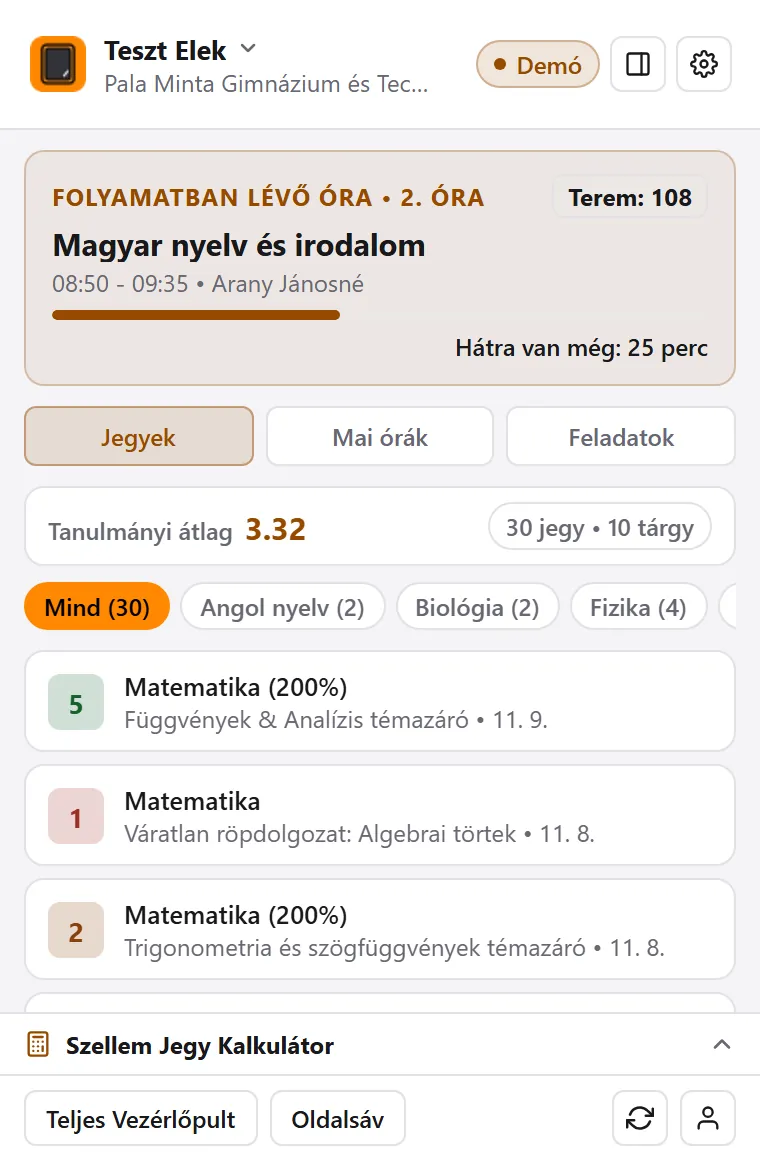 Teszt Elek
Pala Minta Gimnázium és Tec...
Demó
FOLYAMATBAN LÉVŐ ÓRA • 2. ÓRA
Terem: 108
Magyar nyelv és irodalom
08:50 - 09:35 • Arany Jánosné
Hátra van még: 25 perc
Jegyek
Mai órák
Feladatok
Tanulmányi átlag 3.32
30 jegy • 10 tárgy
Mind (30)
Angol nyelv (2)
Biológia (2)
Fizika (4)
5
Matematika (200%)
Függvények & Analízis témazáró • 11. 9.
1
Matematika
Váratlan röpdolgozat: Algebrai törtek • 11. 8.
2
Matematika (200%)
Trigonometria és szögfüggvények témazáró • 11. 8.
Szellem Jegy Kalkulátor
Teljes Vezérlőpult
Oldalsáv